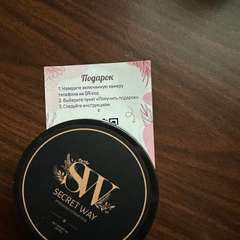 Подарок
1. Наведите включенную камеру
телефона на QR-код
2. Выберите пункт «Получить подарок»
3. Следуйте инструкциям
SW
SECRET WAY